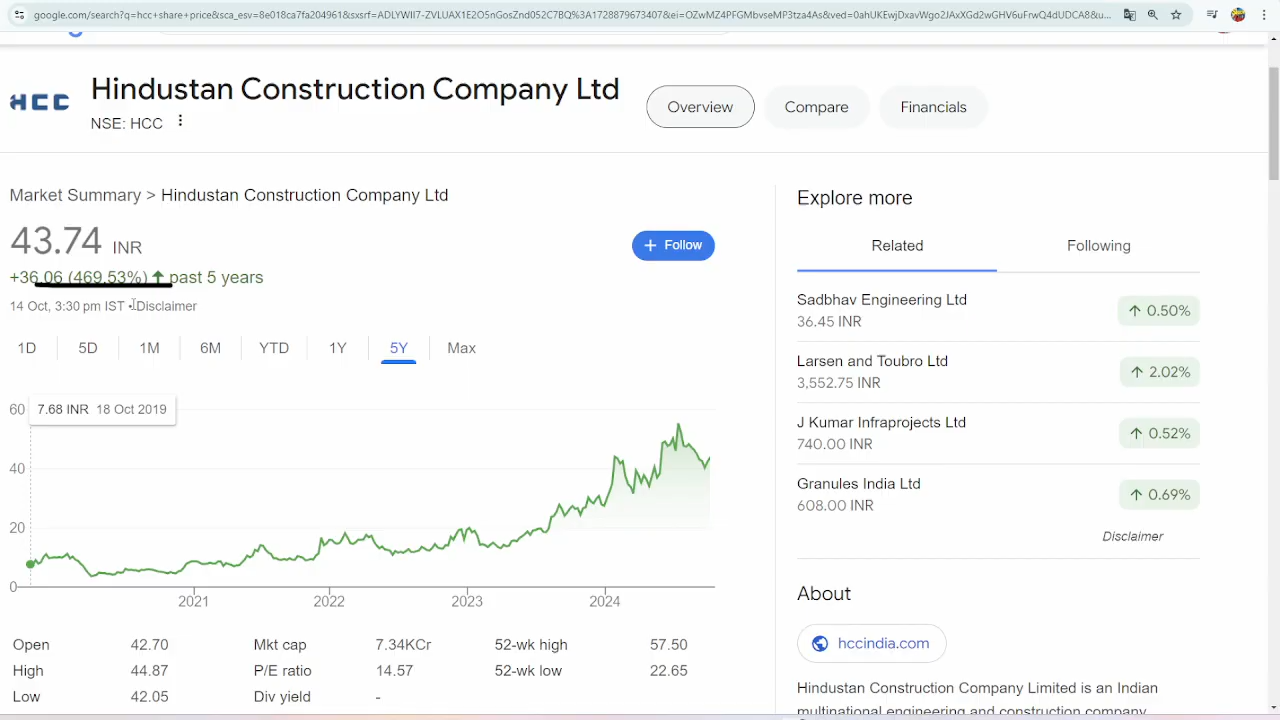 google.com/search?q=hcc+share+price&sca_esv=8e018ca7fa204961&sxsrf=
HCC
Hindustan Construction Company Ltd
NSE: HCC
Overview
Compare
Financials
Market Summary > Hindustan Construction Company Ltd
43.74 INR
+ Follow
+36.06 (469.53%) ↑ past 5 years
14 Oct, 3:30 pm IST • Disclaimer
1D 5D 1M 6M YTD 1Y 5Y Max
7.68 INR 18 Oct 2019
60
40
20
0
2021 2022 2023 2024
Open 42.70 Mkt cap 7.34KCr 52-wk high 57.50
High 44.87 P/E ratio 14.57 52-wk low 22.65
Low 42.05 Div yield -
Explore more
Related Following
Sadbhav Engineering Ltd
36.45 INR
↑ 0.50%
Larsen and Toubro Ltd
3,552.75 INR
↑ 2.02%
J Kumar Infraprojects Ltd
740.00 INR
↑ 0.52%
Granules India Ltd
608.00 INR
↑ 0.69%
Disclaimer
About
hccindia.com
Hindustan Construction Company Limited is an Indian
multinational engineering and construction company